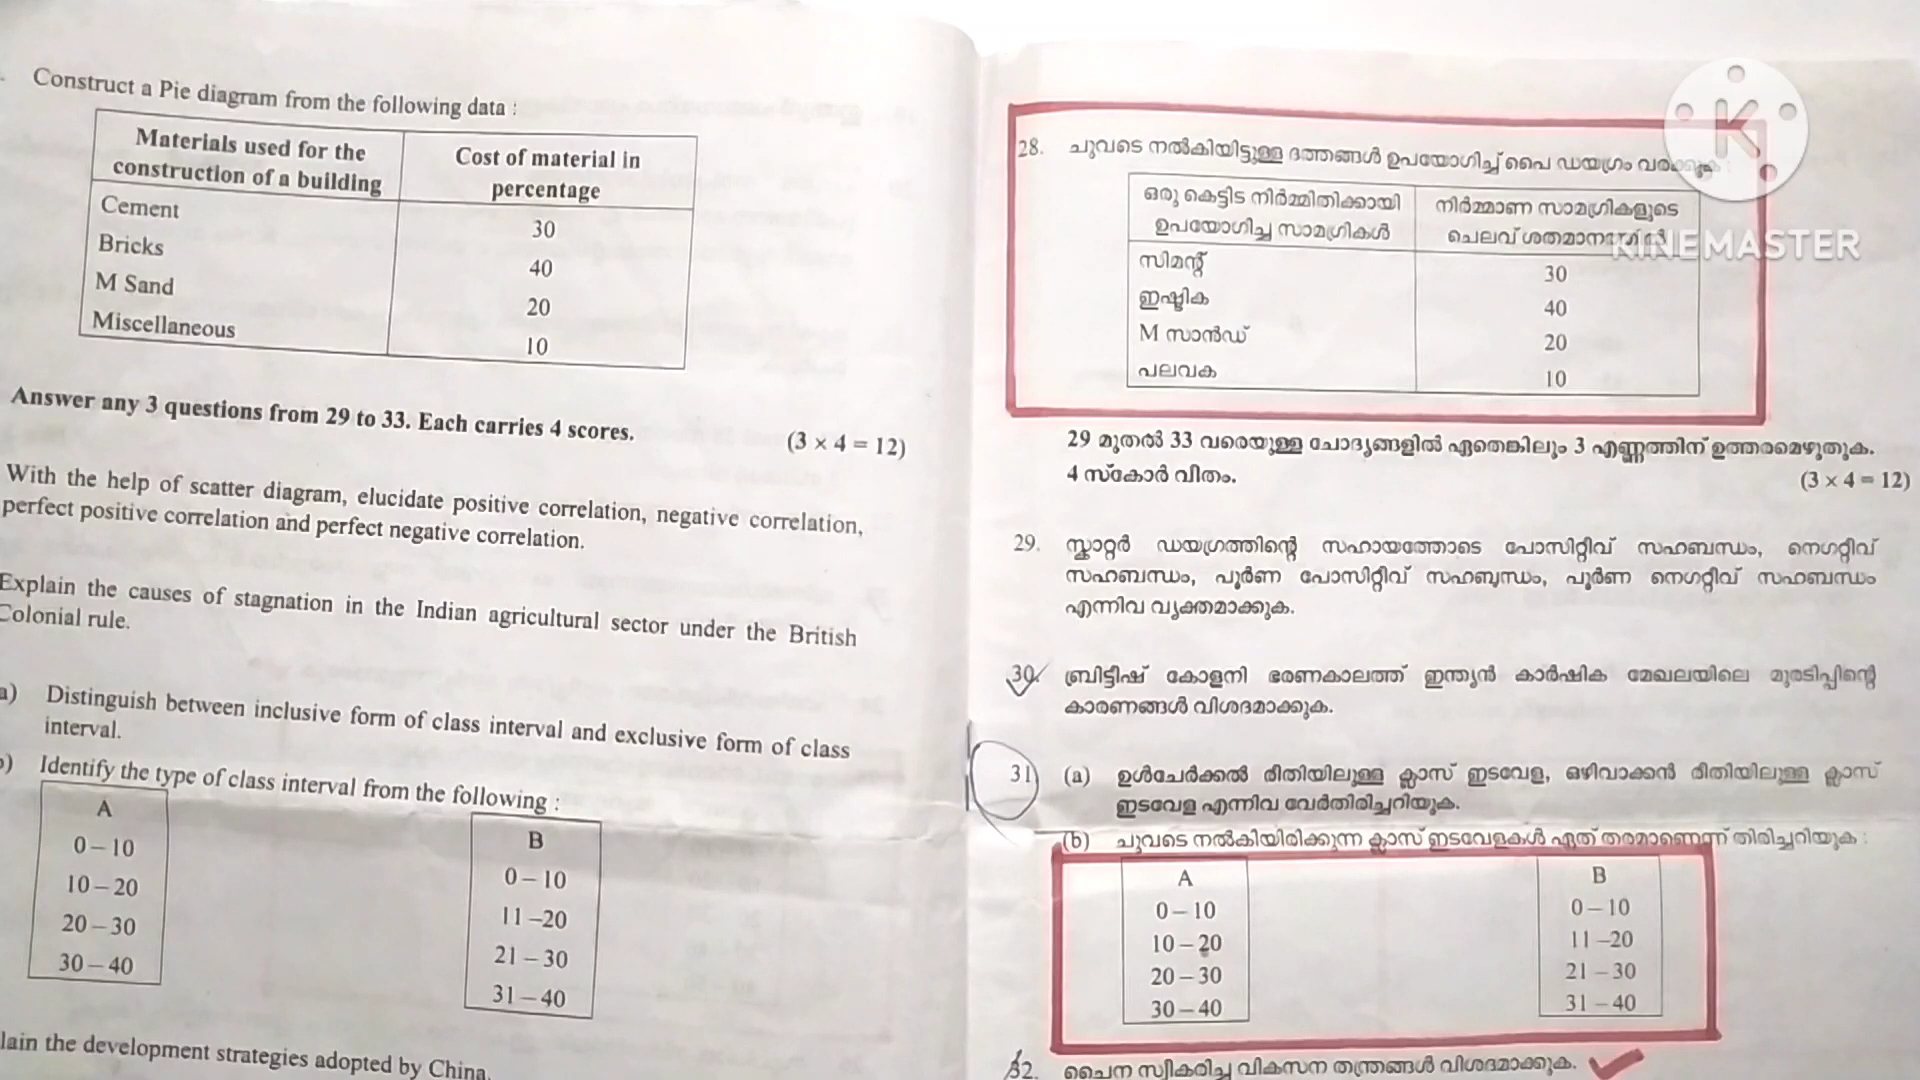 Construct a Pie diagram from the following data :
Materials used for the
construction of a building
Cost of material in
percentage
Cement 30
Bricks 40
M Sand 20
Miscellaneous 10
Answer any 3 questions from 29 to 33. Each carries 4 scores.
(3 × 4 = 12)
With the help of scatter diagram, elucidate positive correlation, negative correlation,
perfect positive correlation and perfect negative correlation.
Explain the causes of stagnation in the Indian agricultural sector under the British
Colonial rule.
a) Distinguish between inclusive form of class interval and exclusive form of class
interval.
) Identify the type of class interval from the following :
A B
0 – 10 0 – 10
10 – 20 11 –20
20 – 30 21 – 30
30 – 40 31 – 40
lain the development strategies adopted by China.
28. ചുവടെ നൽകിയിട്ടുള്ള ദത്തങ്ങൾ ഉപയോഗിച്ച് പൈ ഡയഗ്രം വരക്കുക :
ഒരു കെട്ടിട നിർമ്മിതിക്കായി
ഉപയോഗിച്ച സാമഗ്രികൾ
നിർമ്മാണ സാമഗ്രികളുടെ
ചെലവ് ശതമാനത്തിൽ
സിമന്റ് 30
ഇഷ്ടിക 40
M സാൻഡ് 20
പലവക 10
29 മുതൽ 33 വരെയുള്ള ചോദ്യങ്ങളിൽ ഏതെങ്കിലും 3 എണ്ണത്തിന് ഉത്തരമെഴുതുക.
4 സ്കോർ വീതം. (3 × 4 = 12)
29. സ്കാറ്റർ ഡയഗ്രത്തിന്റെ സഹായത്തോടെ പോസിറ്റീവ് സഹബന്ധം, നെഗറ്റീവ്
സഹബന്ധം, പൂർണ പോസിറ്റീവ് സഹബന്ധം, പൂർണ നെഗറ്റീവ് സഹബന്ധം
എന്നിവ വ്യക്തമാക്കുക.
30. ബ്രിട്ടീഷ് കോളനി ഭരണകാലത്ത് ഇന്ത്യൻ കാർഷിക മേഖലയിലെ മുരടിപ്പിന്റെ
കാരണങ്ങൾ വിശദമാക്കുക.
31 (a) ഉൾചേർക്കൽ രീതിയിലുള്ള ക്ലാസ് ഇടവേള, ഒഴിവാക്കൻ രീതിയിലുള്ള ക്ലാസ്
ഇടവേള എന്നിവ വേർതിരിച്ചറിയുക.
(b) ചുവടെ നൽകിയിരിക്കുന്ന ക്ലാസ് ഇടവേളകൾ ഏത് തരമാണെന്ന് തിരിച്ചറിയുക :
A B
0 – 10 0 – 10
10 – 20 11 –20
20 – 30 21 – 30
30 – 40 31 – 40
32. ചൈന സ്വീകരിച്ച വികസന തന്ത്രങ്ങൾ വിശദമാക്കുക.
K
KINEMASTER